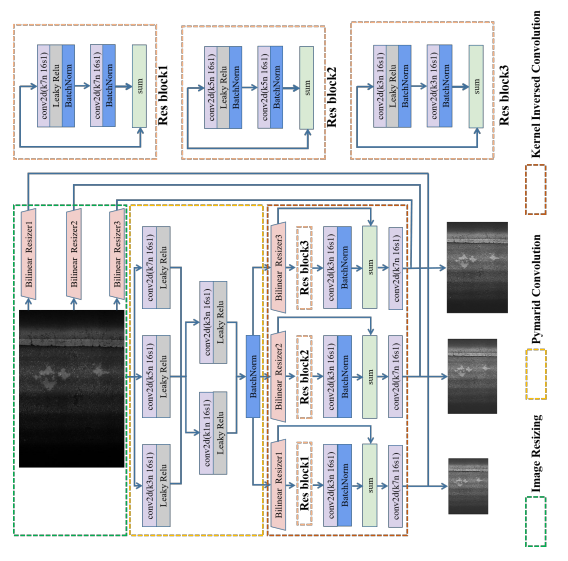 Bilinear Resizer1
Bilinear Resizer2
Bilinear Resizer3
conv2d(k3n 16s1)
Leaky Relu
conv2d(k5n 16s1)
Leaky Relu
conv2d(k7n 16s1)
Leaky Relu
conv2d(k1n 16s1)
Leaky Relu
conv2d(k3n 16s1)
Leaky Relu
BatchNorm
Bilinear Resizer1
Res block1
conv2d(k3n 16s1)
BatchNorm
sum
conv2d(k7n 16s1)
Bilinear Resizer2
Res block2
conv2d(k3n 16s1)
BatchNorm
sum
conv2d(k7n 16s1)
Bilinear Resizer3
Res block3
conv2d(k3n 16s1)
BatchNorm
sum
conv2d(k7n 16s1)
conv2d(k7n 16s1)
Leaky Relu
BatchNorm
conv2d(k7n 16s1)
BatchNorm
sum
Res block1
conv2d(k5n 16s1)
Leaky Relu
BatchNorm
conv2d(k5n 16s1)
BatchNorm
sum
Res block2
conv2d(k3n 16s1)
Leaky Relu
BatchNorm
conv2d(k3n 16s1)
BatchNorm
sum
Res block3
Image Resizing
Pymarid Convolution
Kernel Inversed Convolution